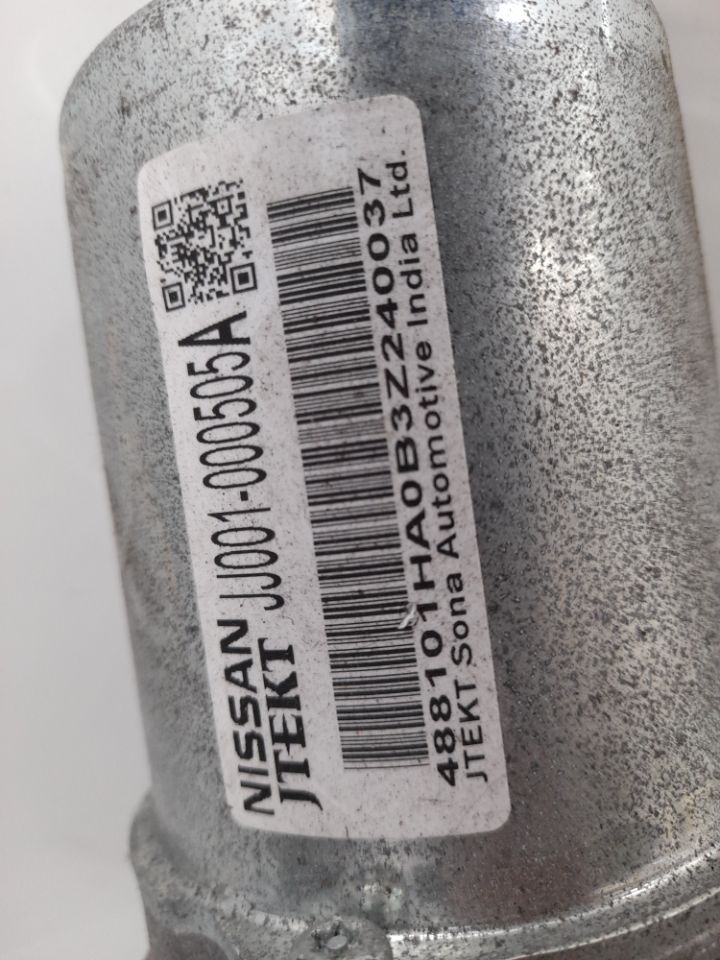 NISSAN
JTEKT JJ001-000505A
488101HA0B3Z240037
JTEKT Sona Automotive India Ltd.